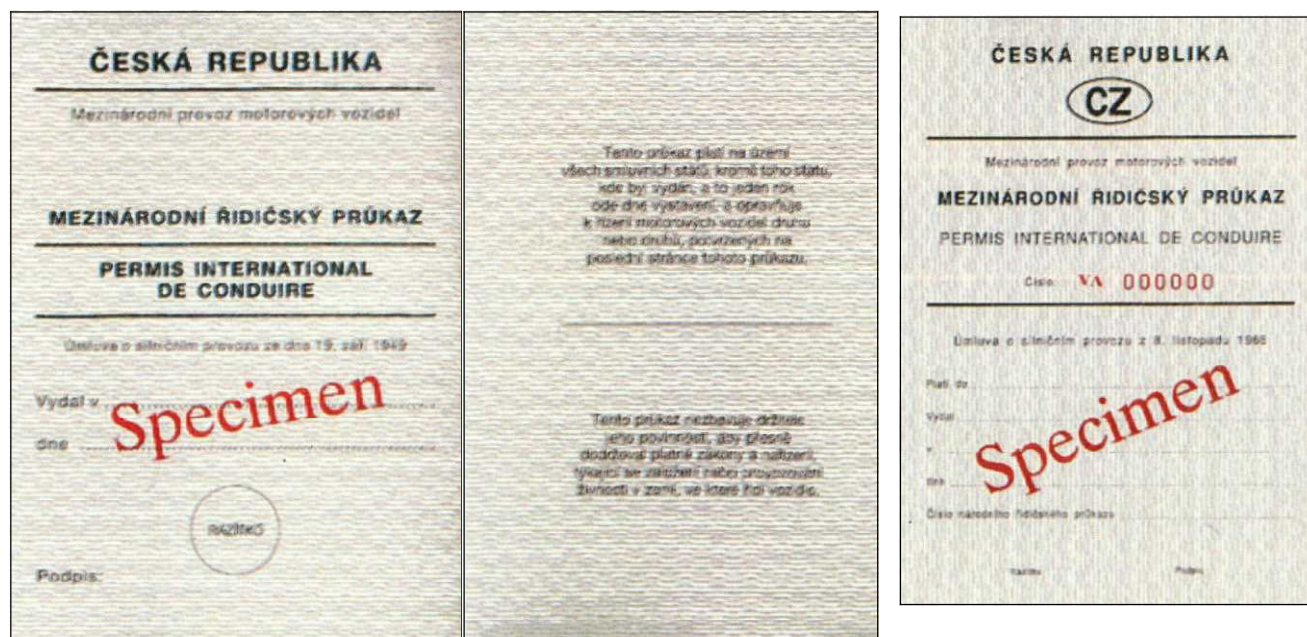 ČESKÁ REPUBLIKA
Mezinárodní provoz motorových vozidel
MEZINÁRODNÍ ŘIDIČSKÝ PRŮKAZ
PERMIS INTERNATIONAL
DE CONDUIRE
Úmluva o silničním provozu ze dne 19. září 1949
Vydal v
dne
Specimen
RAZÍTKO
Podpis:
Tento průkaz platí na území
všech smluvních států, kromě toho státu,
kde byl vydán, a to jeden rok
ode dne vystavení, a opravňuje
k řízení motorových vozidel druhu
nebo druhů, potvrzených na
poslední stránce tohoto průkazu.
Tento průkaz nezbavuje držitele
jeho povinnosti, aby přesně
dodržoval platné zákony a nařízení,
týkající se založení nebo provozování
živnosti v zemi, ve které řídí vozidlo.
ČESKÁ REPUBLIKA
CZ
Mezinárodní provoz motorových vozidel
MEZINÁRODNÍ ŘIDIČSKÝ PRŮKAZ
PERMIS INTERNATIONAL DE CONDUIRE
Číslo VA 000000
Úmluva o silničním provozu z 8. listopadu 1968
Platí do
Vydal
v
dne
Specimen
Číslo národního řidičského průkazu
Razítko Podpis